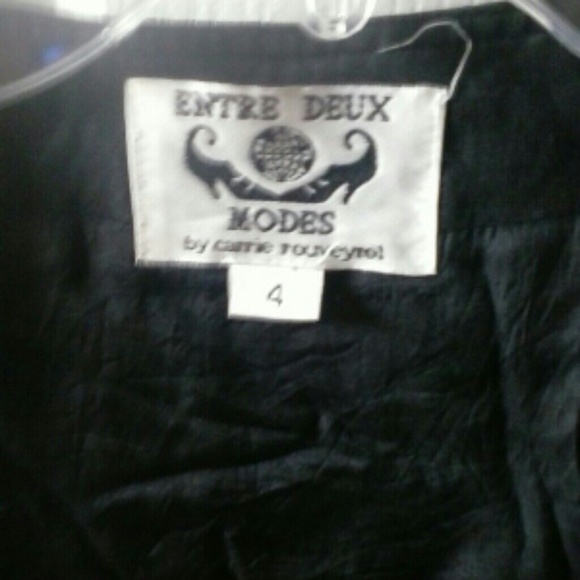 ENTRE DEUX
MODES
by carrie rouveyrol
4